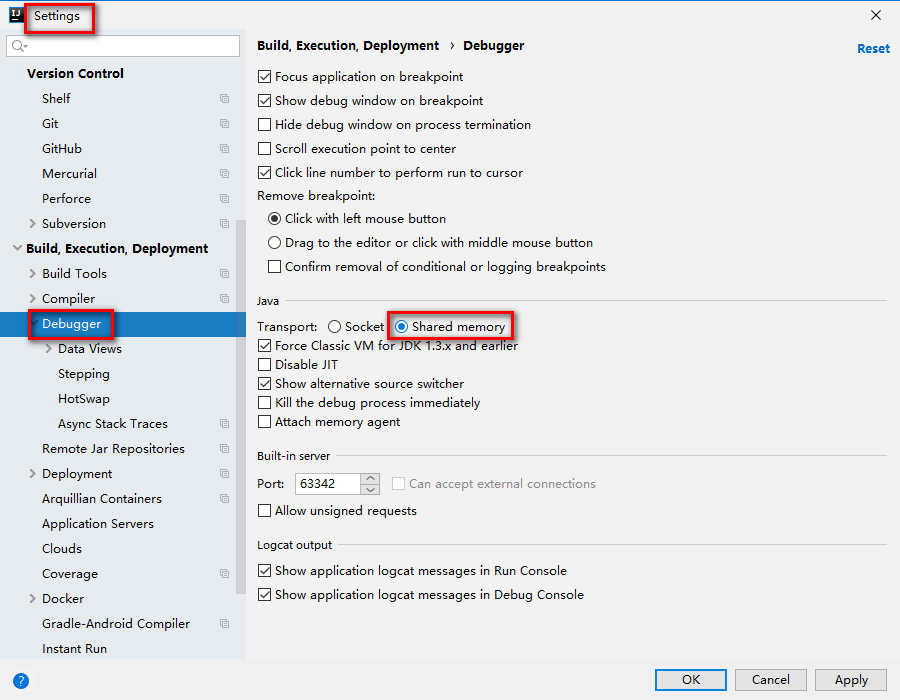 IJ Settings
Version Control
Shelf
Git
GitHub
Mercurial
Perforce
Subversion
Build, Execution, Deployment
Build Tools
Compiler
Debugger
Data Views
Stepping
HotSwap
Async Stack Traces
Remote Jar Repositories
Deployment
Arquillian Containers
Application Servers
Clouds
Coverage
Docker
Gradle-Android Compiler
Instant Run
?
Build, Execution, Deployment › Debugger
Reset
Focus application on breakpoint
Show debug window on breakpoint
Hide debug window on process termination
Scroll execution point to center
Click line number to perform run to cursor
Remove breakpoint:
Click with left mouse button
Drag to the editor or click with middle mouse button
Confirm removal of conditional or logging breakpoints
Java
Transport: Socket Shared memory
Force Classic VM for JDK 1.3.x and earlier
Disable JIT
Show alternative source switcher
Kill the debug process immediately
Attach memory agent
Built-in server
Port: 63342 Can accept external connections
Allow unsigned requests
Logcat output
Show application logcat messages in Run Console
Show application logcat messages in Debug Console
OK Cancel Apply